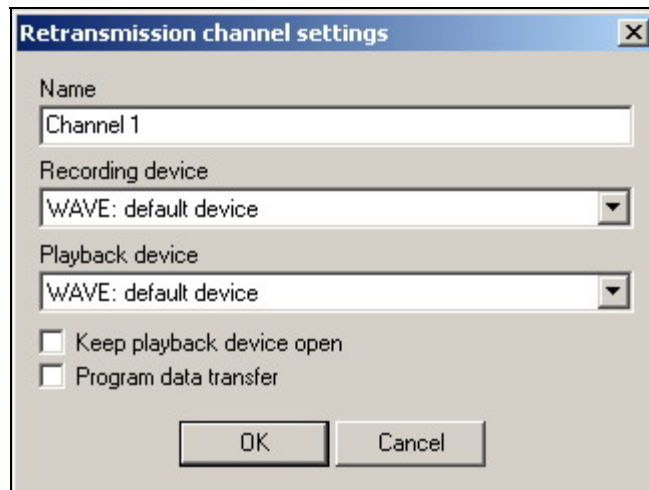 Retransmission channel settings
Name
Channel 1
Recording device
WAVE: default device
Playback device
WAVE: default device
Keep playback device open
Program data transfer
OK Cancel